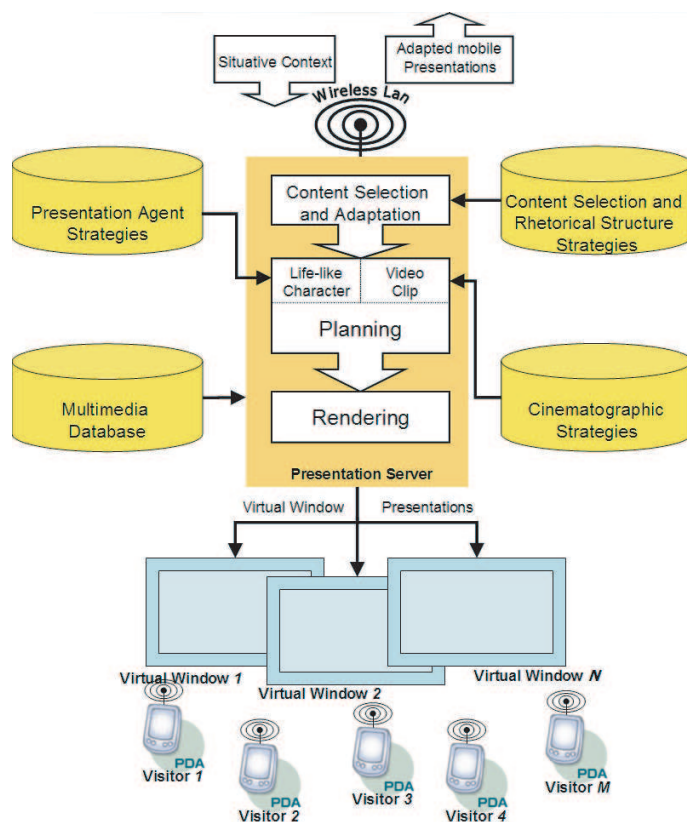 Situative Context
Adapted mobile
Presentations
Wireless Lan
Presentation Agent
Strategies
Content Selection
and Adaptation
Content Selection and
Rhetorical Structure
Strategies
Life-like
Character
Video
Clip
Planning
Multimedia
Database
Rendering
Cinematographic
Strategies
Presentation Server
Virtual Window
Presentations
Virtual Window 1
Virtual Window 2
Virtual Window N
PDA
Visitor 1
PDA
Visitor 2
PDA
Visitor 3
PDA
Visitor 4
PDA
Visitor M